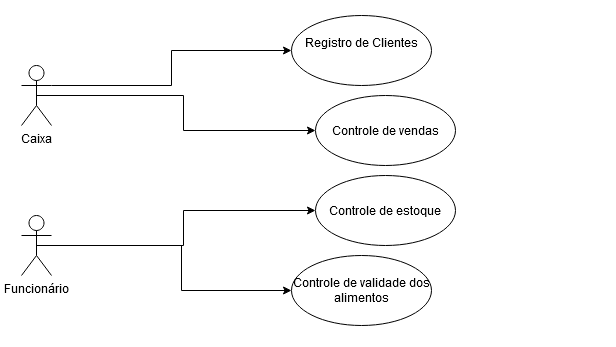 Registro de Clientes
Caixa
Controle de vendas
Controle de estoque
Funcionário
Controle de validade dos
alimentos